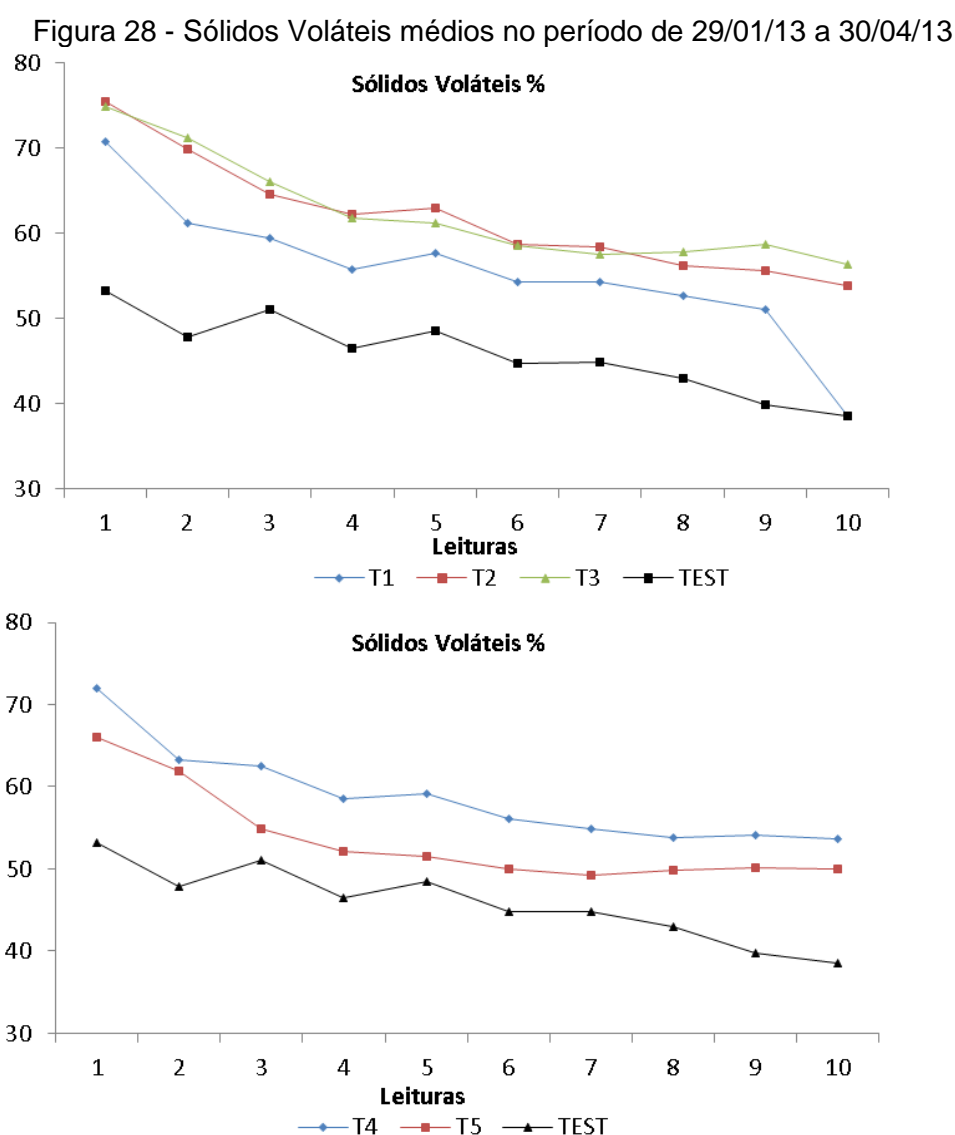 Figura 28 - Sólidos Voláteis médios no período de 29/01/13 a 30/04/13
Sólidos Voláteis %
80
70
60
50
40
30
1 2 3 4 5 6 7 8 9 10
Leituras
T1 T2 T3 TEST
Sólidos Voláteis %
80
70
60
50
40
30
1 2 3 4 5 6 7 8 9 10
Leituras
T4 T5 TEST